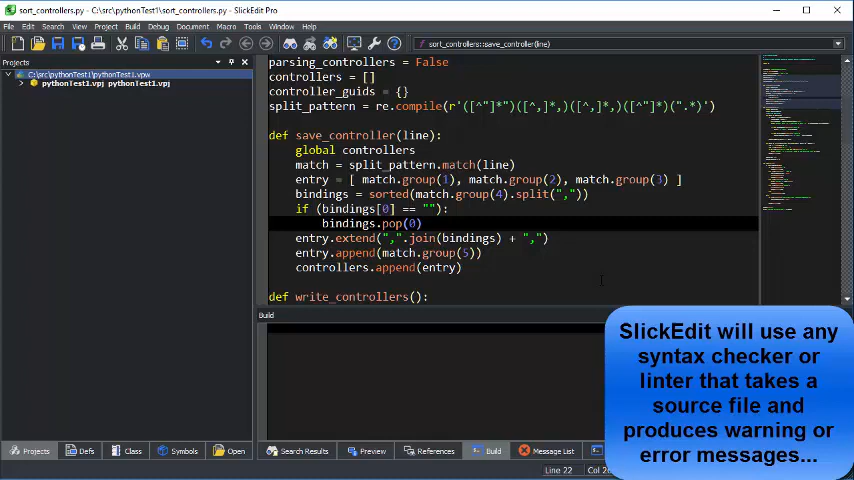 sort_controllers.py - C:\src\pythonTest1\sort_controllers.py - SlickEdit Pro
File Edit Search View Project Build Debug Document Macro Tools Window Help
sort_controllers::save_controller(line)
Projects
C:\src\pythonTest1\pythonTest1.vpw
pythonTest1.vpj pythonTest1.vpj
parsing_controllers = False
controllers = []
controller_guids = {}
split_pattern = re.compile(r'([^"]*")([^,]*,)([^,]*,)([^"]*)(".*)')
def save_controller(line):
global controllers
match = split_pattern.match(line)
entry = [ match.group(1), match.group(2), match.group(3) ]
bindings = sorted(match.group(4).split(","))
if (bindings[0] == ""):
bindings.pop(0)
entry.extend(",".join(bindings) + ",")
entry.append(match.group(5))
controllers.append(entry)
def write_controllers():
Build
SlickEdit will use any
syntax checker or
linter that takes a
source file and
produces warning or
error messages...
Projects Defs Class Symbols Open Search Results Preview References Build Message List
Line 22 Col 26